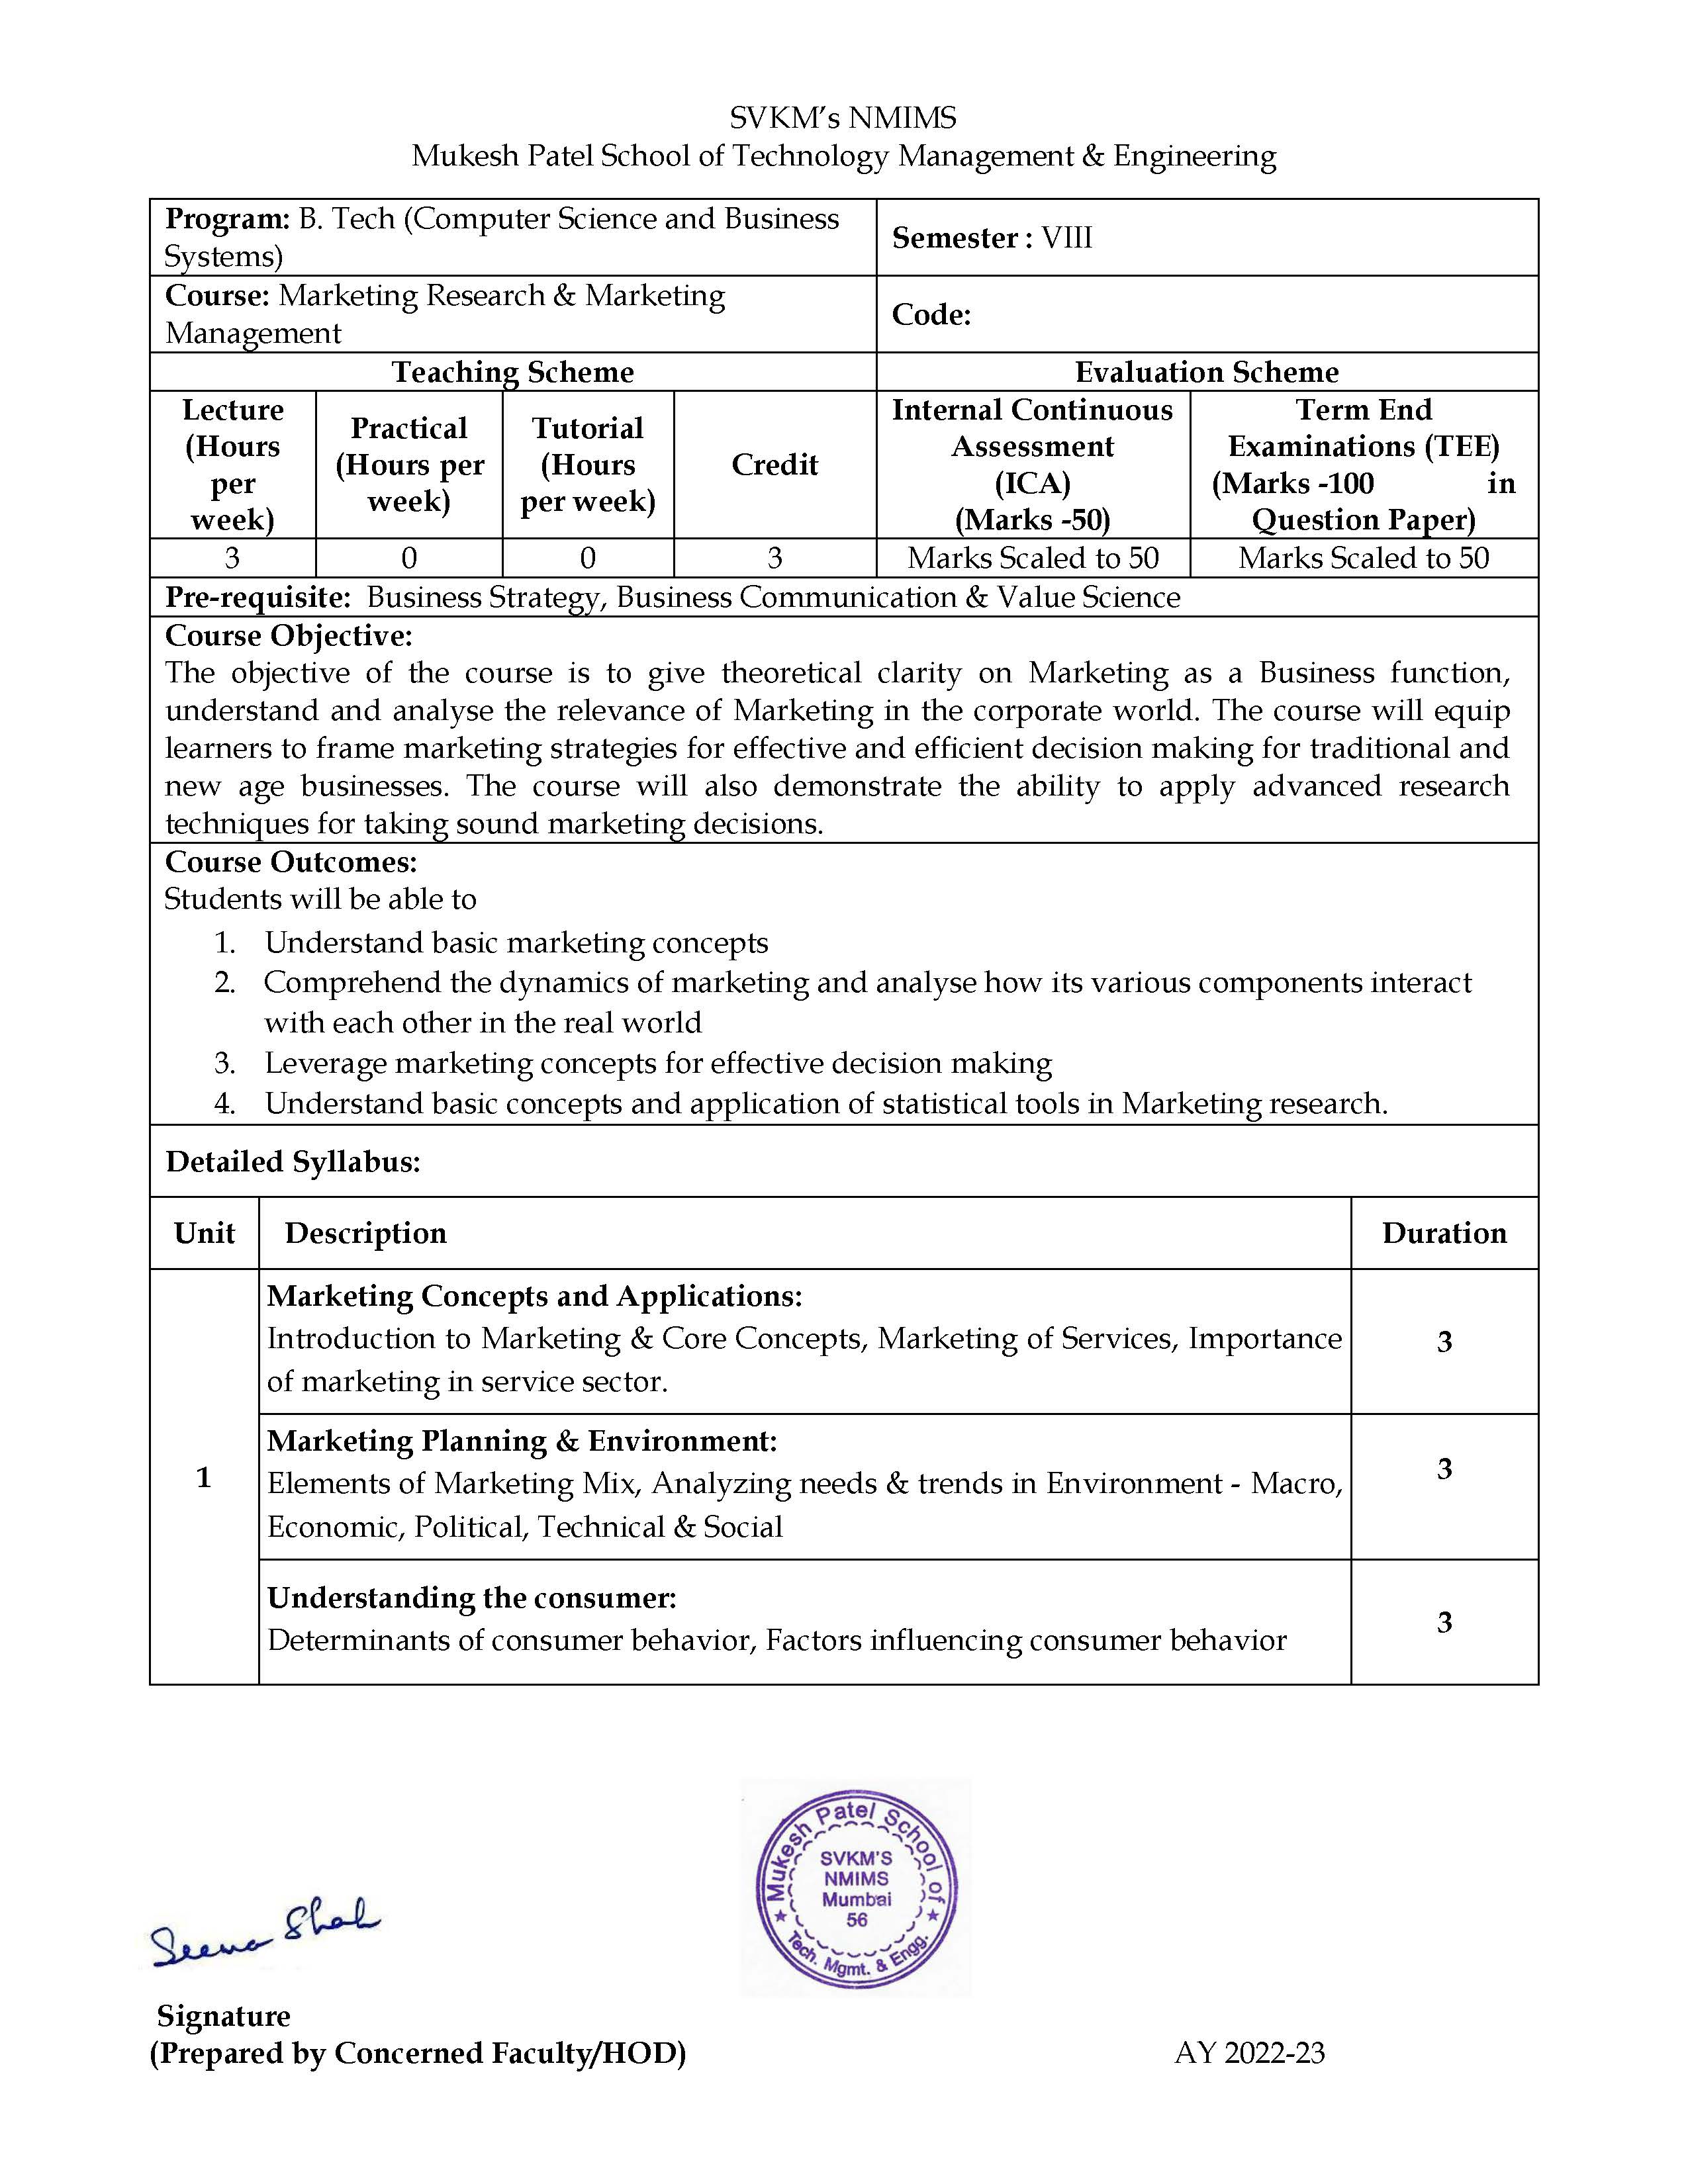 SVKM’s NMIMS
Mukesh Patel School of Technology Management & Engineering
Program: B. Tech (Computer Science and Business
Systems)
Semester : VIII
Course: Marketing Research & Marketing
Management
Code:
Teaching Scheme
Evaluation Scheme
Lecture
(Hours
per
week)
Practical
(Hours per
week)
Tutorial
(Hours
per week)
Credit
Internal Continuous
Assessment
(ICA)
(Marks -50)
Term End
Examinations (TEE)
(Marks -100 in
Question Paper)
3
0
0
3
Marks Scaled to 50
Marks Scaled to 50
Pre-requisite: Business Strategy, Business Communication & Value Science
Course Objective:
The objective of the course is to give theoretical clarity on Marketing as a Business function,
understand and analyse the relevance of Marketing in the corporate world. The course will equip
learners to frame marketing strategies for effective and efficient decision making for traditional and
new age businesses. The course will also demonstrate the ability to apply advanced research
techniques for taking sound marketing decisions.
Course Outcomes:
Students will be able to
1. Understand basic marketing concepts
2. Comprehend the dynamics of marketing and analyse how its various components interact
with each other in the real world
3. Leverage marketing concepts for effective decision making
4. Understand basic concepts and application of statistical tools in Marketing research.
Detailed Syllabus:
Unit
Description
Duration
1
Marketing Concepts and Applications:
Introduction to Marketing & Core Concepts, Marketing of Services, Importance
of marketing in service sector.
3
Marketing Planning & Environment:
Elements of Marketing Mix, Analyzing needs & trends in Environment - Macro,
Economic, Political, Technical & Social
3
Understanding the consumer:
Determinants of consumer behavior, Factors influencing consumer behavior
3
Mukesh Patel School of
SVKM'S
NMIMS
Mumbai
56
Tech. Mgmt. & Engg.
Seena Shah
Signature
(Prepared by Concerned Faculty/HOD)
AY 2022-23